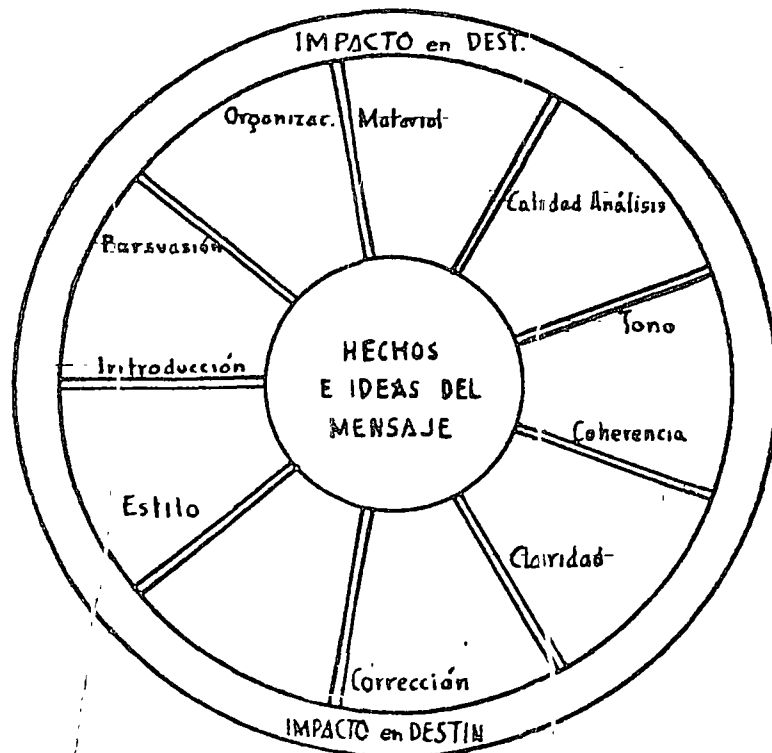 IMPACTO en DEST.
Organizac. Material
Calidad Análisis
Persuasión
Tono
Introducción
HECHOS
E IDEAS DEL
MENSAJE
Coherencia
Estilo
Claridad
Corrección
IMPACTO en DESTIN